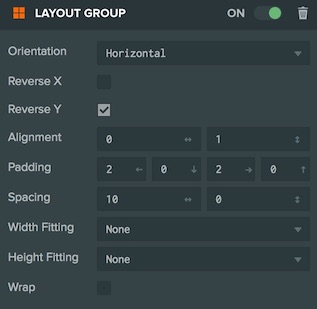 LAYOUT GROUP ON
Orientation Horizontal
Reverse X
Reverse Y
Alignment 0 ↔ 1 ↕
Padding 2 ← 0 ↓ 2 → 0 ↑
Spacing 10 ↔ 0 ↕
Width Fitting None
Height Fitting None
Wrap